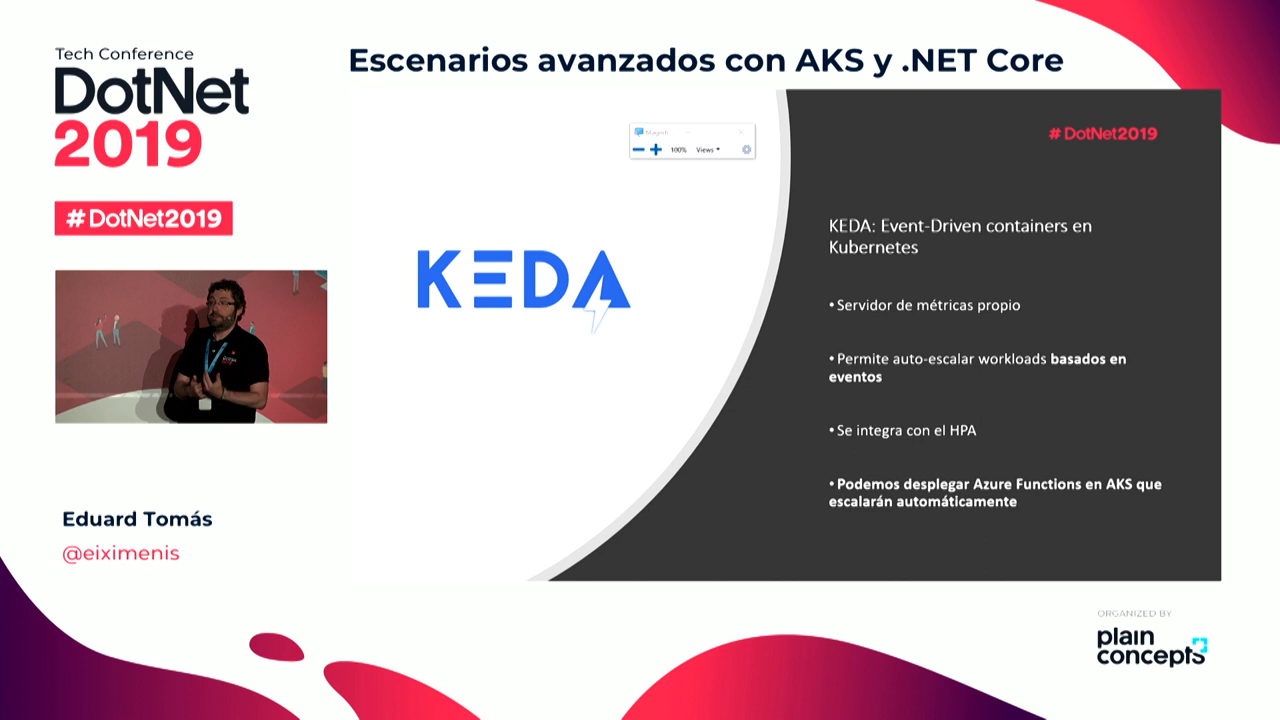 Tech Conference
DotNet
2019
#DotNet2019
Escenarios avanzados con AKS y .NET Core
100%
Views
#DotNet2019
KEDA
KEDA: Event-Driven containers en
Kubernetes
• Servidor de métricas propio
• Permite auto-escalar workloads basados en
eventos
• Se integra con el HPA
• Podemos desplegar Azure Functions en AKS que
escalarán automáticamente
Eduard Tomás
@eiximenis
ORGANIZED BY
plain
concepts